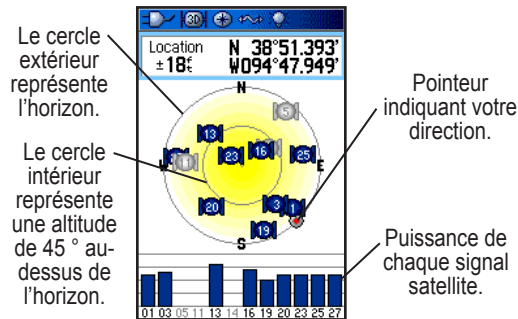 Le cercle
extérieur
représente
l'horizon.
Le cercle
intérieur
représente
une altitude
de 45 ° au-
dessus de
l'horizon.
3D
Location
N 38°51.393'
±18ft
W094°47.949'
N
5
13
16
23
25
11
W
E
20
3
1
19
S
01 03 05 11 13 14 16 19 20 23 25 27
Pointeur
indiquant votre
direction.
Puissance de
chaque signal
satellite.